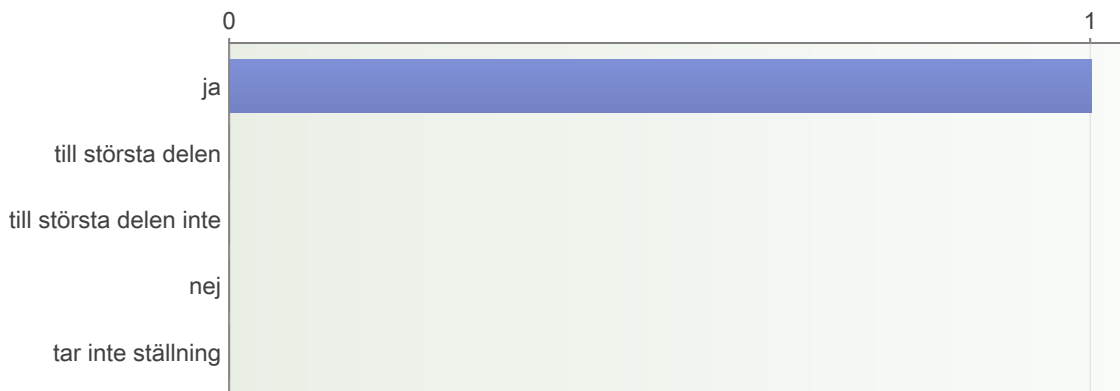 0 1
ja
till största delen
till största delen inte
nej
tar inte ställning